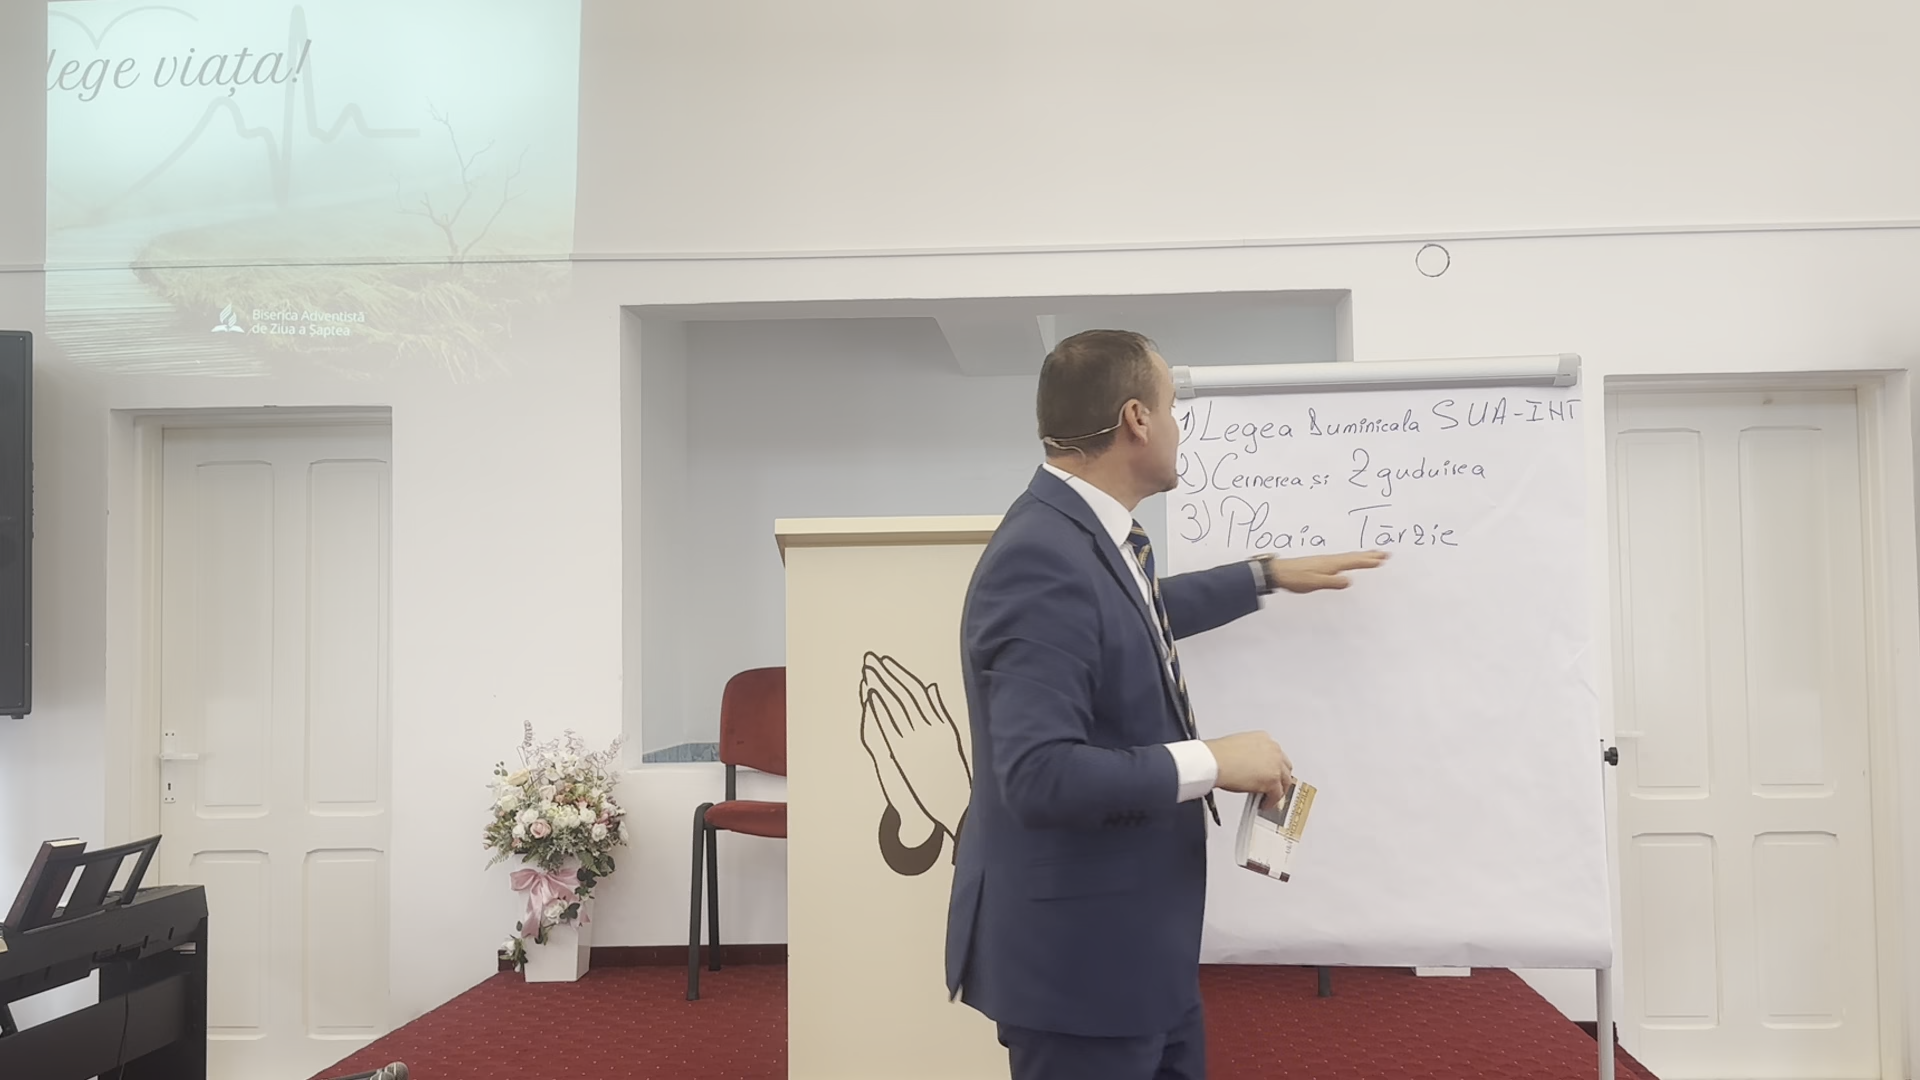 lege viața!
Biserica Adventistă
de Ziua a Șaptea
1) Legea Duminicala SUA-INT
2) Cernerea și Zguduirea
3) Ploaia Târzie